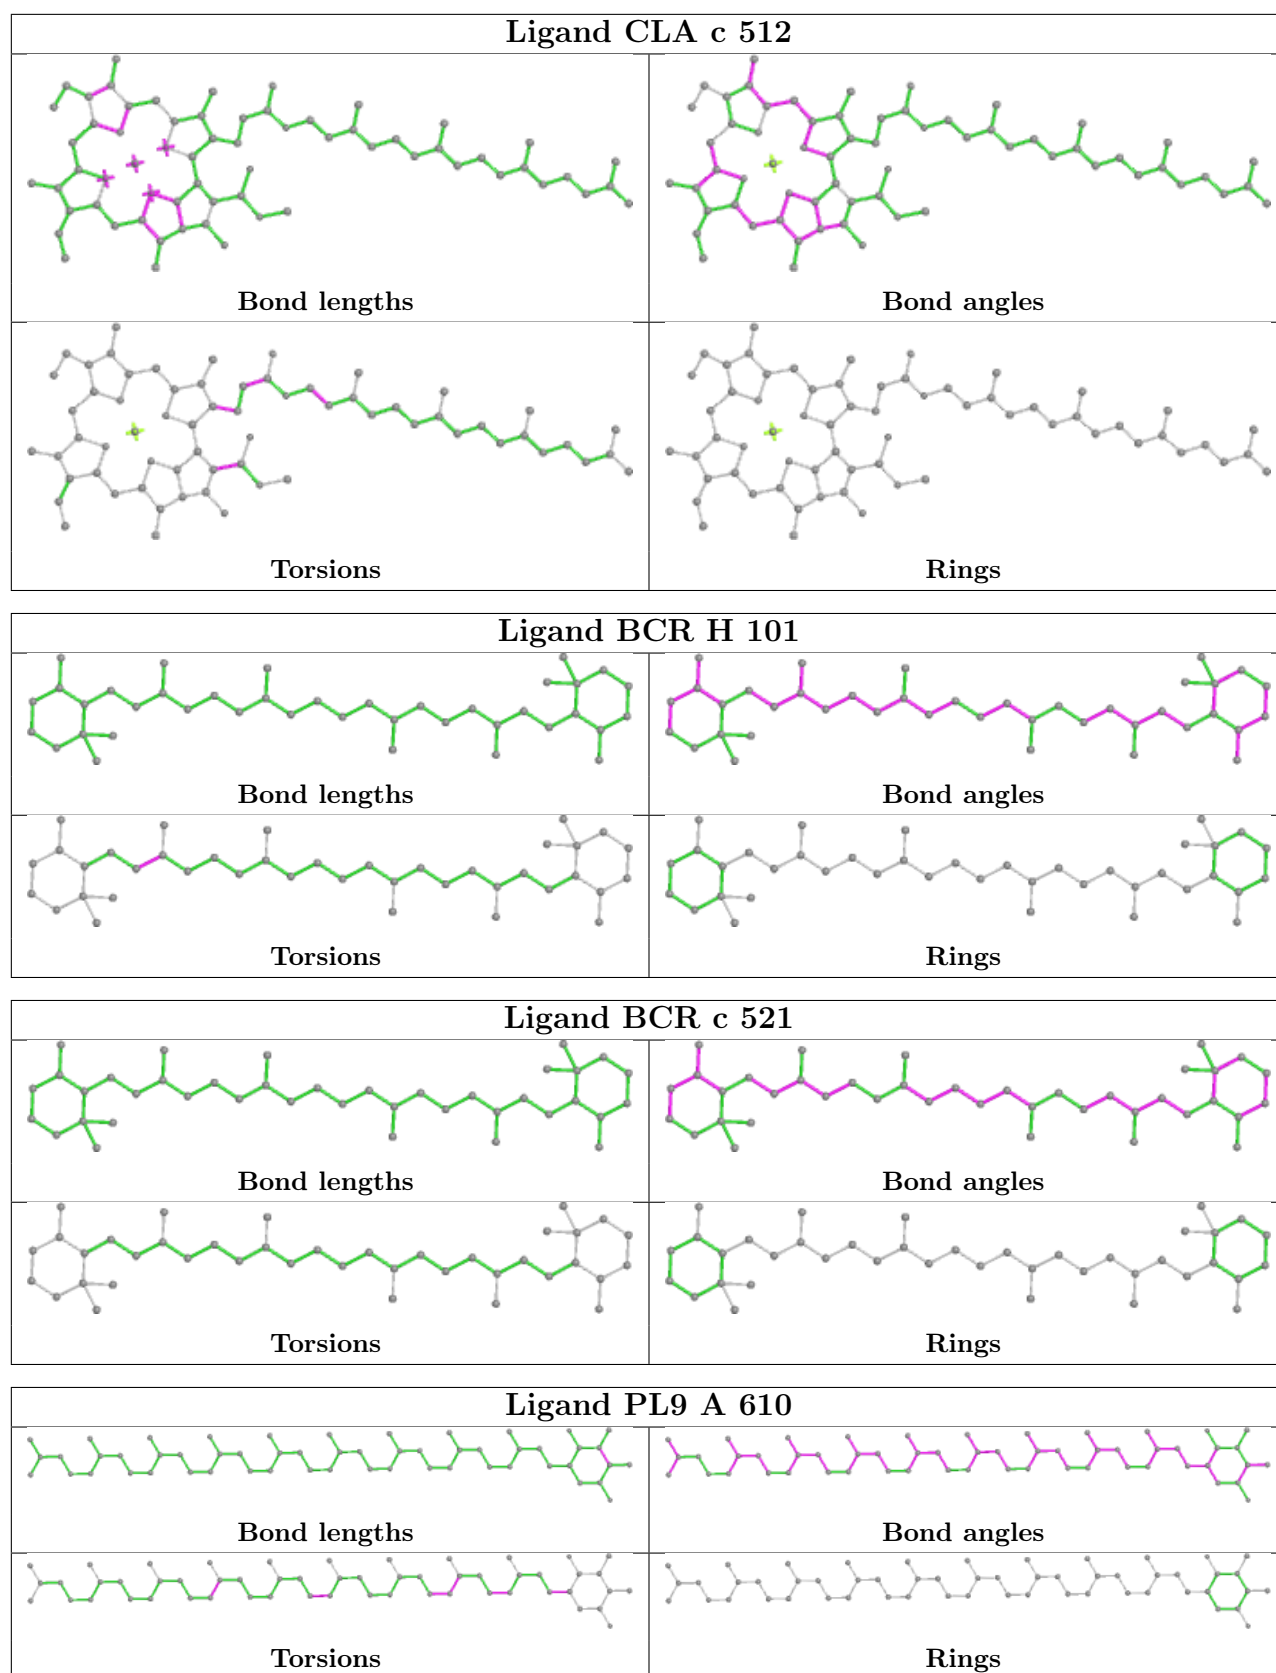 Ligand CLA c 512
Bond lengths
Bond angles
Torsions
Rings
Ligand BCR H 101
Bond lengths
Bond angles
Torsions
Rings
Ligand BCR c 521
Bond lengths
Bond angles
Torsions
Rings
Ligand PL9 A 610
Bond lengths
Bond angles
Torsions
Rings